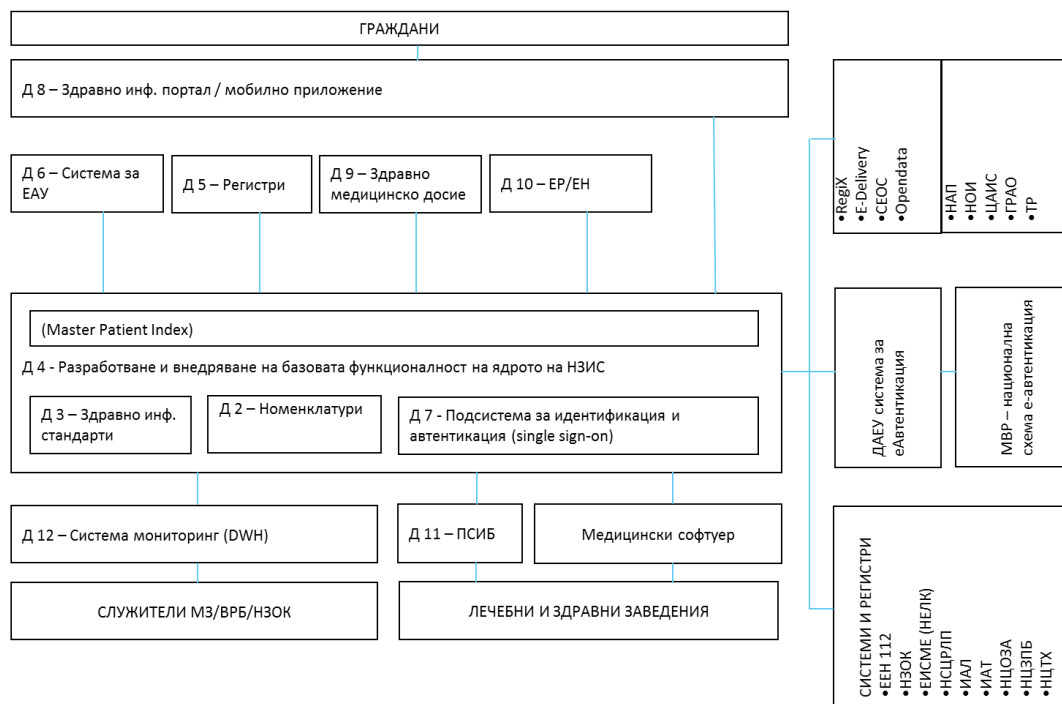 ГРАЖДАНИ
Д 8 – Здравно инф. портал / мобилно приложение
Д 6 – Система за
ЕАУ
Д 5 – Регистри
Д 9 – Здравно
медицинско досие
Д 10 – ЕР/ЕН
(Master Patient Index)
Д 4 - Разработване и внедряване на базовата функционалност на ядрото на НЗИС
Д 3 – Здравно инф.
стандарти
Д 2 – Номенклатури
Д 7 - Подсистема за идентификация и
автентикация (single sign-on)
Д 12 – Система мониторинг (DWH)
Д 11 – ПСИБ
Медицински софтуер
СЛУЖИТЕЛИ МЗ/ВРБ/НЗОК
ЛЕЧЕБНИ И ЗДРАВНИ ЗАВЕДЕНИЯ
•RegiX
•E-Delivery
•СЕОС
•Opendata
•НАП
•НОИ
•ЦАИС
•ГРАО
•ТР
ДАЕУ система за
еАвтентикация
МВР – национална
схема е-автентикация
СИСТЕМИ И РЕГИСТРИ
•ЕЕН 112
•НЗОК
•ЕИСМЕ (НЕЛК)
•НСЦРЛП
•ИАЛ
•ИАТ
•НЦОЗА
•НЦЗПБ
•НЦТХ